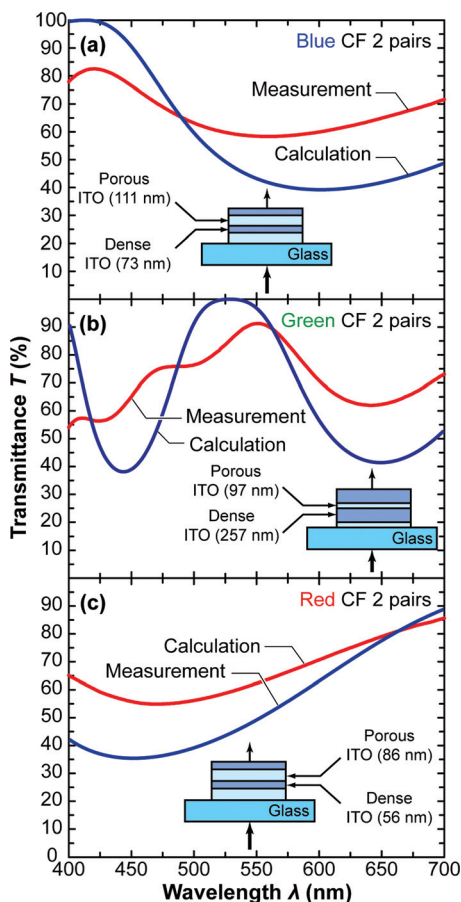 Transmittance T (%)
100
90
80
70
60
50
40
30
20
10
(a)
Blue CF 2 pairs
Measurement
Calculation
Porous
ITO (111 nm)
Dense
ITO (73 nm)
Glass
90
80
70
60
50
40
30
20
10
(b)
Green CF 2 pairs
Measurement
Calculation
Porous
ITO (97 nm)
Dense
ITO (257 nm)
Glass
90
80
70
60
50
40
30
20
10
0
(c)
Red CF 2 pairs
Calculation
Measurement
Porous
ITO (86 nm)
Dense
ITO (56 nm)
Glass
400 450 500 550 600 650 700
Wavelength λ (nm)